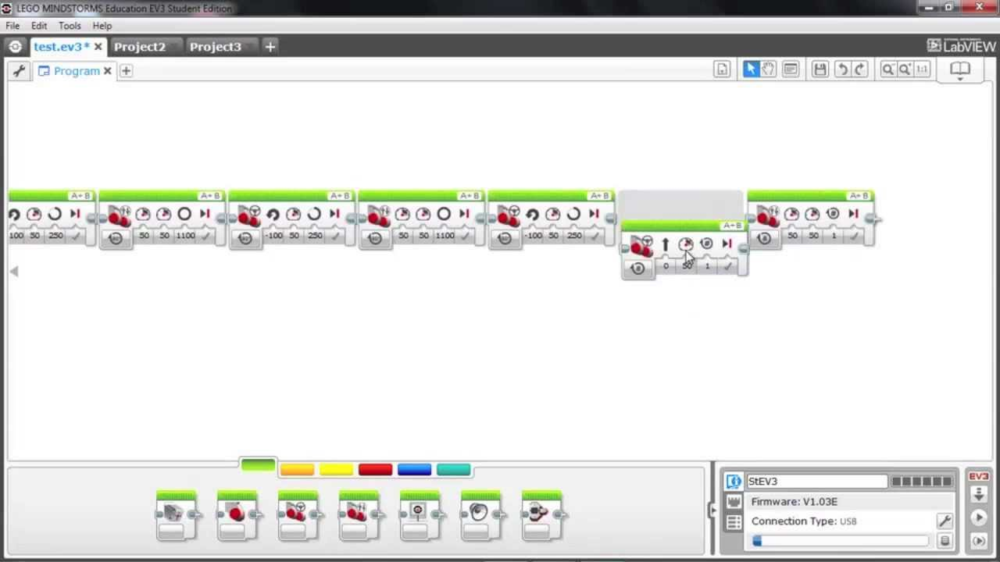 LEGO MINDSTORMS Education EV3 Student Edition
File Edit Tools Help
test.ev3* Project2 Project3 LabVIEW
Program
1:1
A+B A+B A+B A+B A+B A+B
100 50 250 50 50 1100 -100 50 250 50 50 1100 -100 50 250 50 50 1
A+B
0 50 1
StEV3 EV3
Firmware: V1.03E
Connection Type: USB